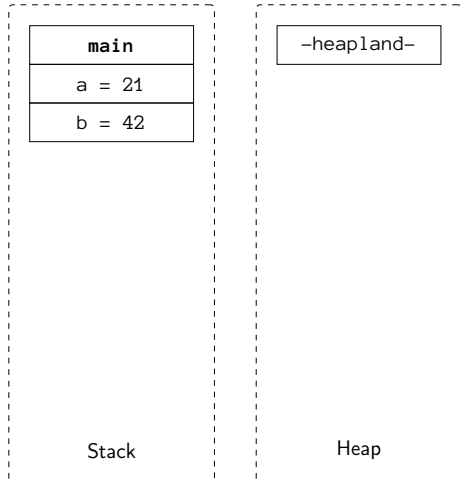 main
a = 21
b = 42
Stack
–heapland–
Heap